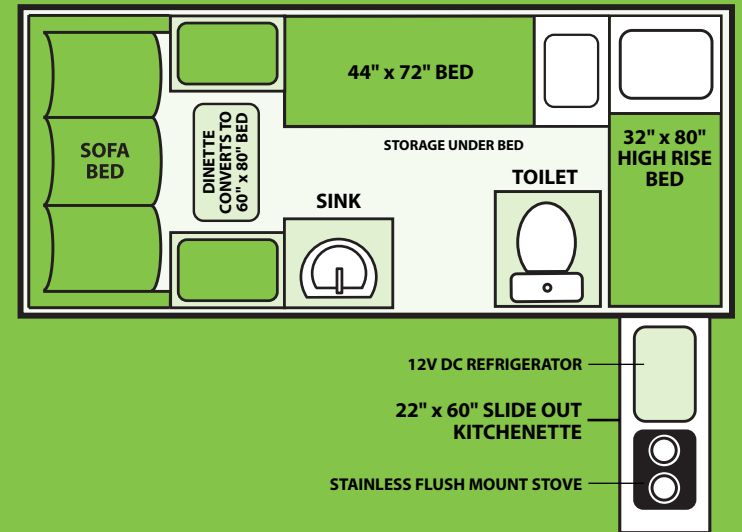 44" x 72" BED
STORAGE UNDER BED
32" x 80"
HIGH RISE
BED
SOFA
BED
DINETTE
CONVERTS TO
60" x 80" BED
SINK
TOILET
12V DC REFRIGERATOR
22" x 60" SLIDE OUT
KITCHENETTE
STAINLESS FLUSH MOUNT STOVE